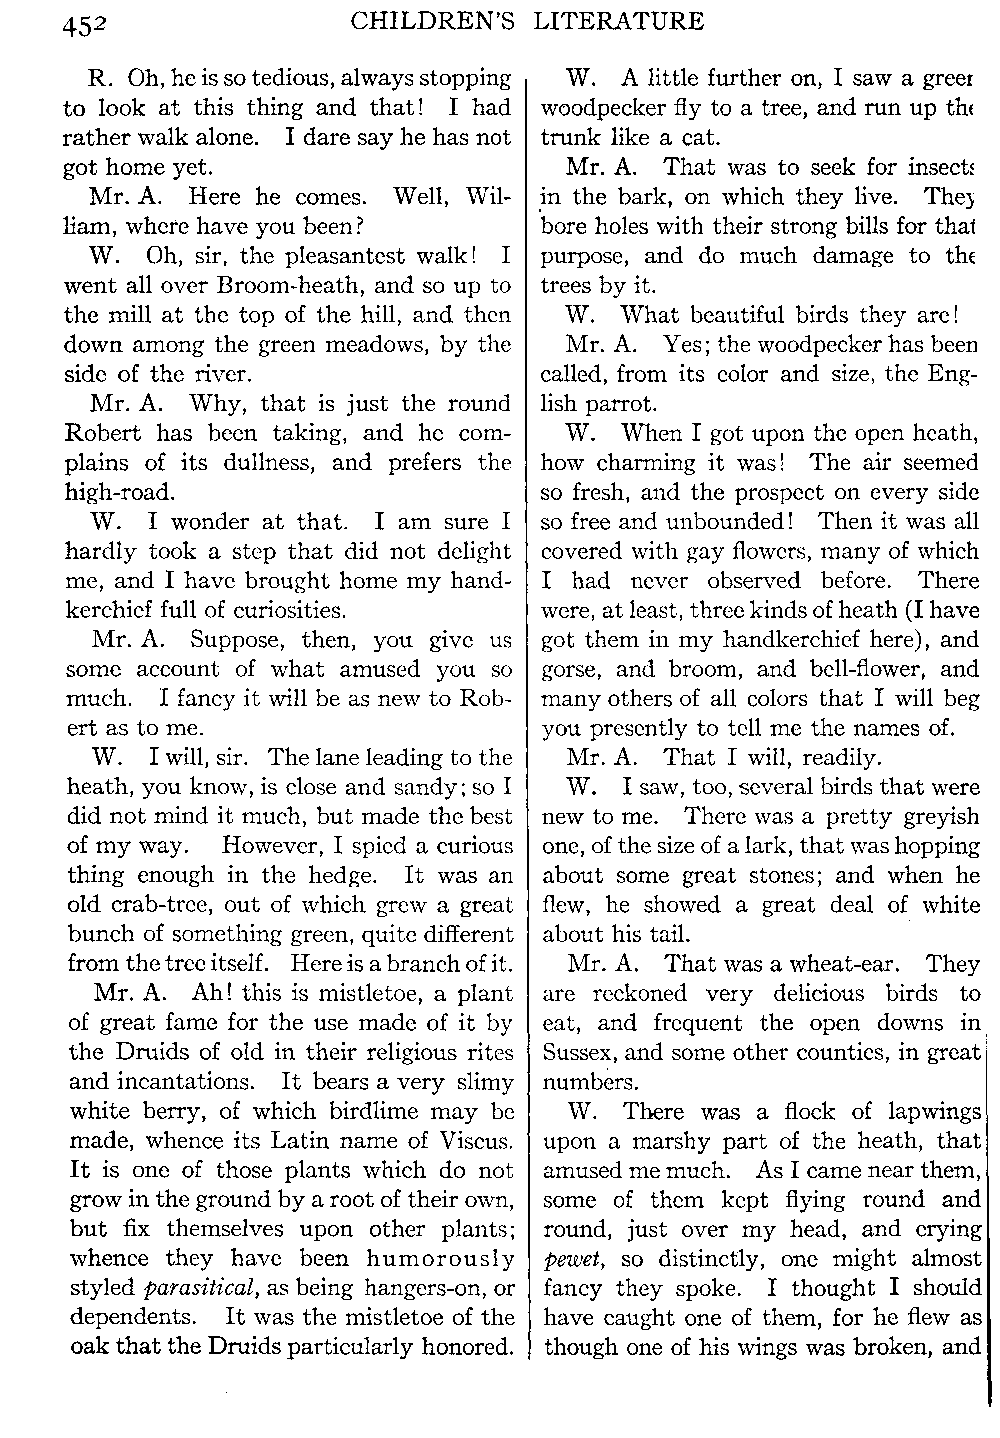 452
CHILDREN'S LITERATURE
R. Oh, he is so tedious, always stopping
to look at this thing and that! I had
rather walk alone. I dare say he has not
got home yet.
Mr. A. Here he comes. Well, Wil-
liam, where have you been?
W. Oh, sir, the pleasantest walk! I
went all over Broom-heath, and so up to
the mill at the top of the hill, and then
down among the green meadows, by the
side of the river.
Mr. A. Why, that is just the round
Robert has been taking, and he com-
plains of its dullness, and prefers the
high-road.
W. I wonder at that. I am sure I
hardly took a step that did not delight
me, and I have brought home my hand-
kerchief full of curiosities.
Mr. A. Suppose, then, you give us
some account of what amused you so
much. I fancy it will be as new to Rob-
ert as to me.
W. I will, sir. The lane leading to the
heath, you know, is close and sandy; so I
did not mind it much, but made the best
of my way. However, I spied a curious
thing enough in the hedge. It was an
old crab-tree, out of which grew a great
bunch of something green, quite different
from the tree itself. Here is a branch of it.
Mr. A. Ah! this is mistletoe, a plant
of great fame for the use made of it by
the Druids of old in their religious rites
and incantations. It bears a very slimy
white berry, of which birdlime may be
made, whence its Latin name of Viscus.
It is one of those plants which do not
grow in the ground by a root of their own,
but fix themselves upon other plants;
whence they have been humorously
styled parasitical, as being hangers-on, or
dependents. It was the mistletoe of the
oak that the Druids particularly honored.
W. A little further on, I saw a green
woodpecker fly to a tree, and run up the
trunk like a cat.
Mr. A. That was to seek for insects
in the bark, on which they live. They
bore holes with their strong bills for that
purpose, and do much damage to the
trees by it.
W. What beautiful birds they are!
Mr. A. Yes; the woodpecker has been
called, from its color and size, the Eng-
lish parrot.
W. When I got upon the open heath,
how charming it was! The air seemed
so fresh, and the prospect on every side
so free and unbounded! Then it was all
covered with gay flowers, many of which
I had never observed before. There
were, at least, three kinds of heath (I have
got them in my handkerchief here), and
gorse, and broom, and bell-flower, and
many others of all colors that I will beg
you presently to tell me the names of.
Mr. A. That I will, readily.
W. I saw, too, several birds that were
new to me. There was a pretty greyish
one, of the size of a lark, that was hopping
about some great stones; and when he
flew, he showed a great deal of white
about his tail.
Mr. A. That was a wheat-ear. They
are reckoned very delicious birds to
eat, and frequent the open downs in
Sussex, and some other counties, in great
numbers.
W. There was a flock of lapwings
upon a marshy part of the heath, that
amused me much. As I came near them,
some of them kept flying round and
round, just over my head, and crying
pewet, so distinctly, one might almost
fancy they spoke. I thought I should
have caught one of them, for he flew as
though one of his wings was broken, and